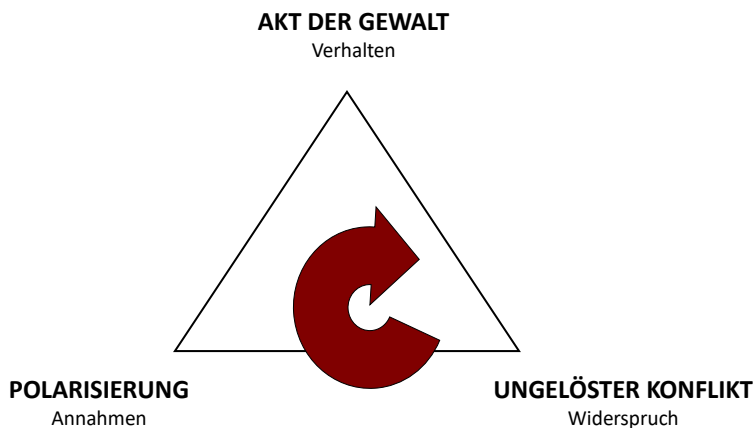 AKT DER GEWALT
Verhalten
POLARISIERUNG
Annahmen
UNGELÖSTER KONFLIKT
Widerspruch